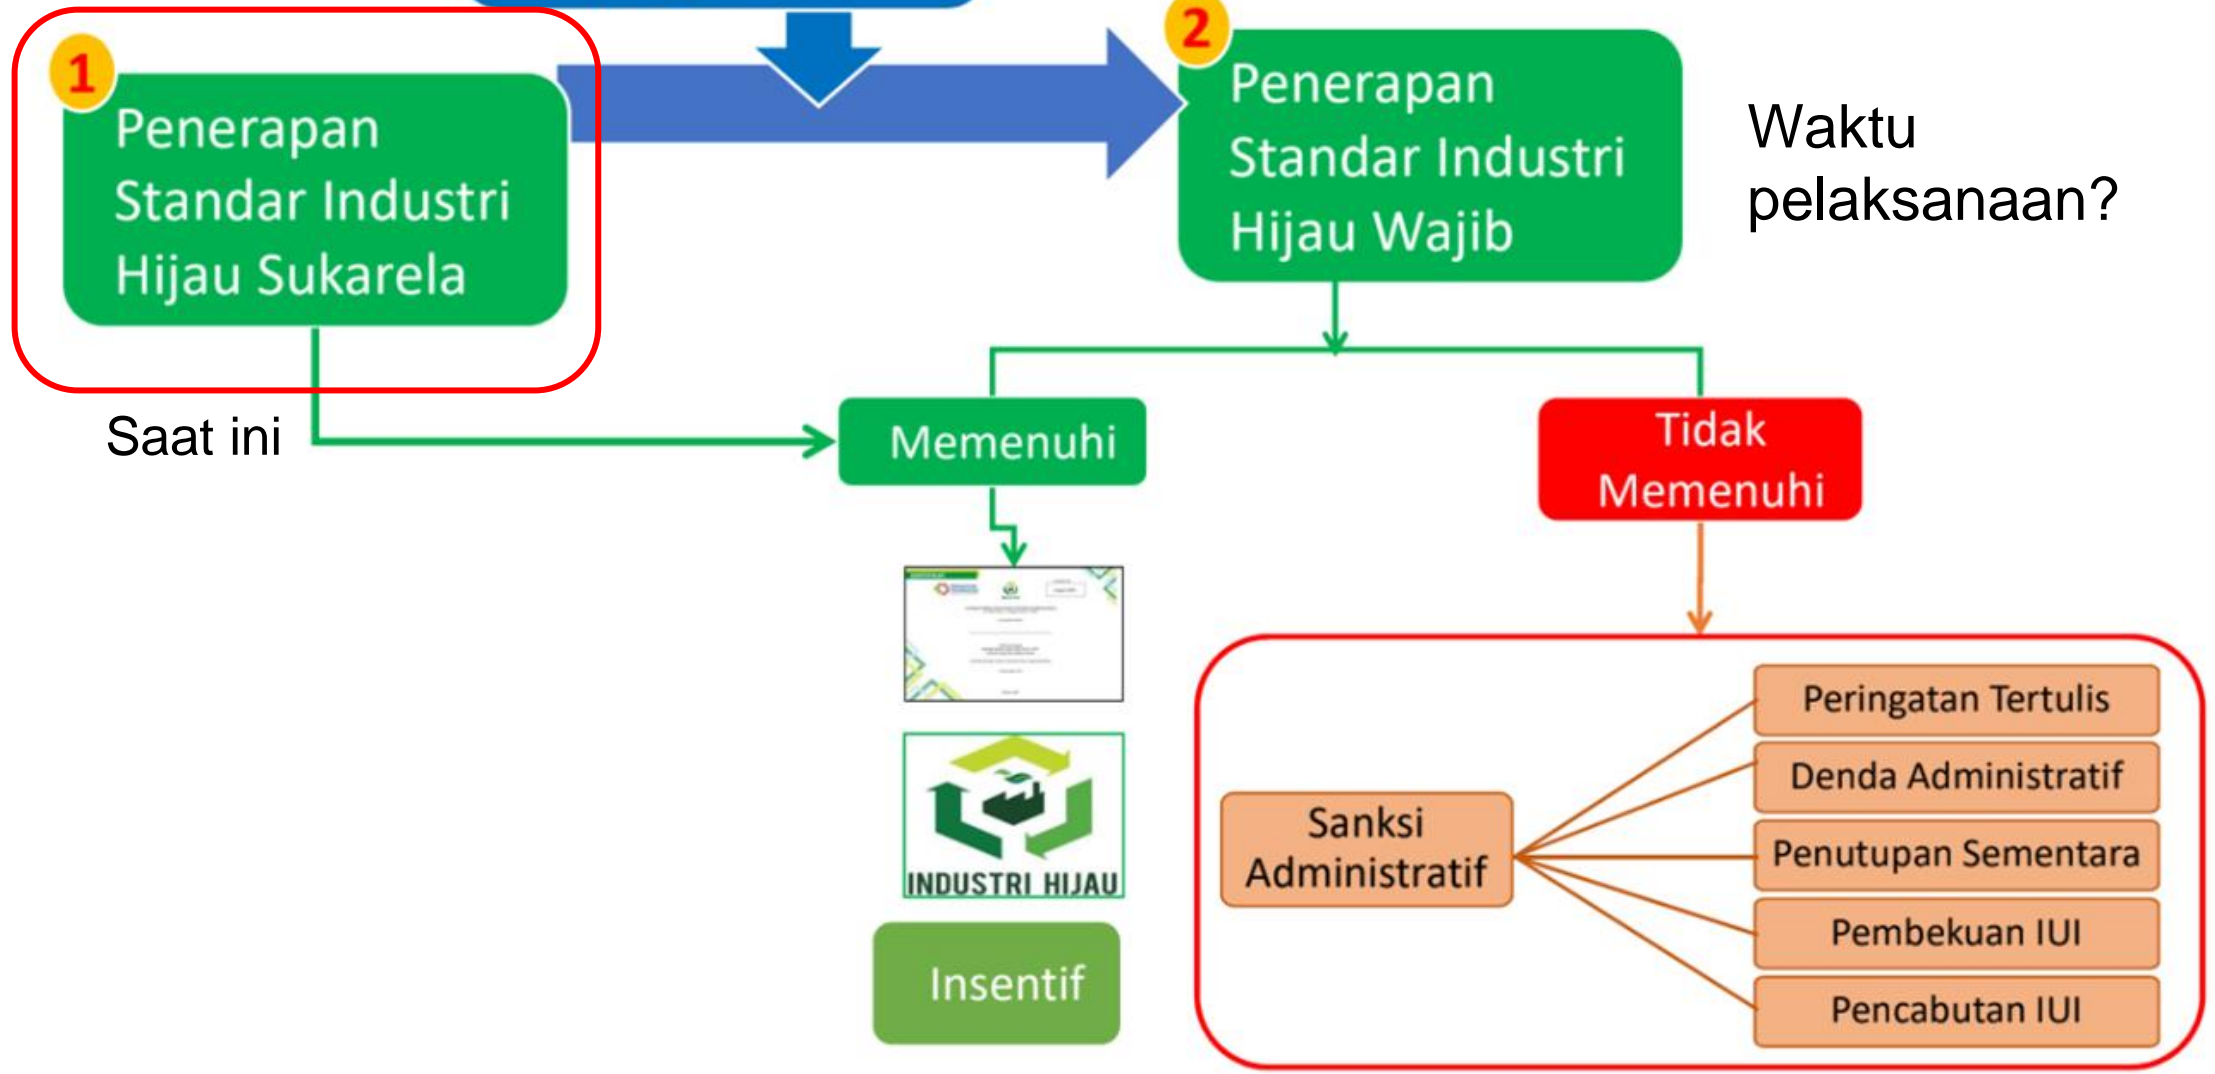 1
Penerapan
Standar Industri
Hijau Sukarela
2
Penerapan
Standar Industri
Hijau Wajib
Waktu
pelaksanaan?
Saat ini
Memenuhi
Tidak
Memenuhi
INDUSTRI HIJAU
Insentif
Sanksi
Administratif
Peringatan Tertulis
Denda Administratif
Penutupan Sementara
Pembekuan IUI
Pencabutan IUI